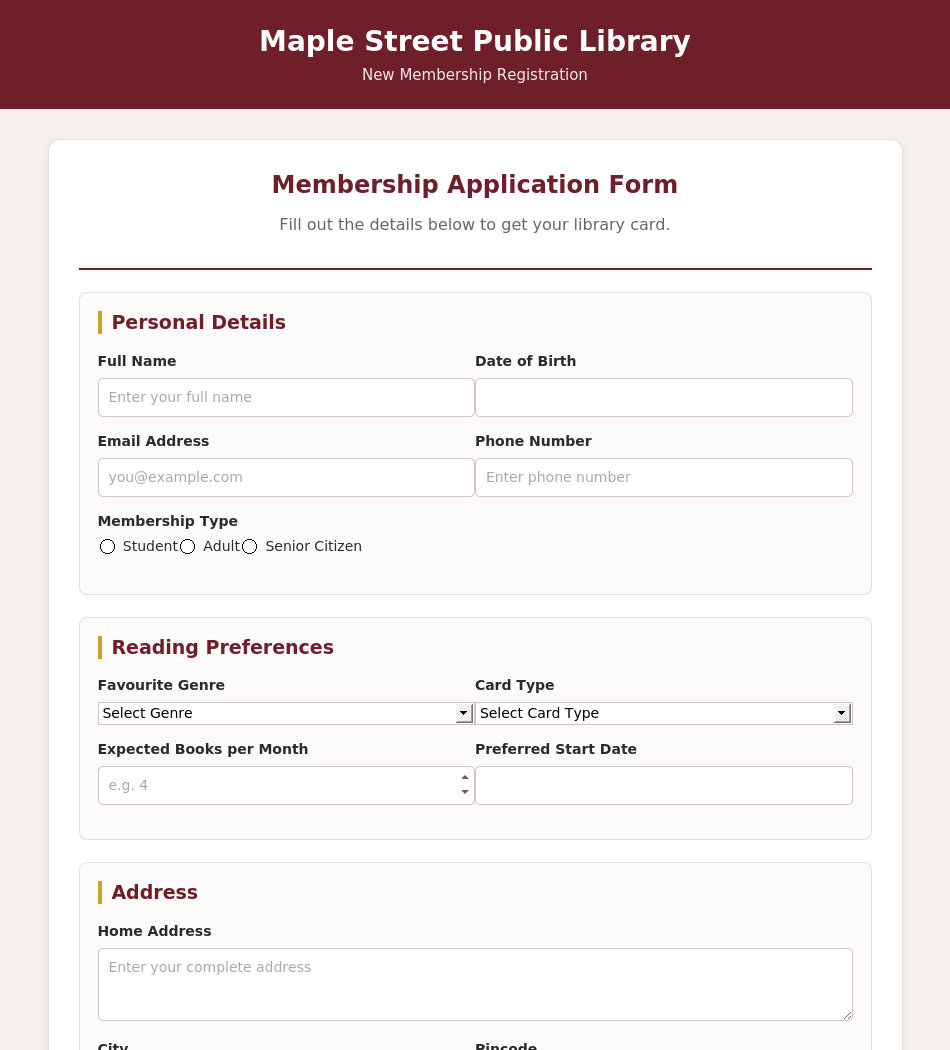 Maple Street Public Library
New Membership Registration
Membership Application Form
Fill out the details below to get your library card.
Personal Details
Full Name Date of Birth
Enter your full name
Email Address Phone Number
you@example.com Enter phone number
Membership Type
Student Adult Senior Citizen
Reading Preferences
Favourite Genre Card Type
Select Genre Select Card Type
Expected Books per Month Preferred Start Date
e.g. 4
Address
Home Address
Enter your complete address
City Pincode